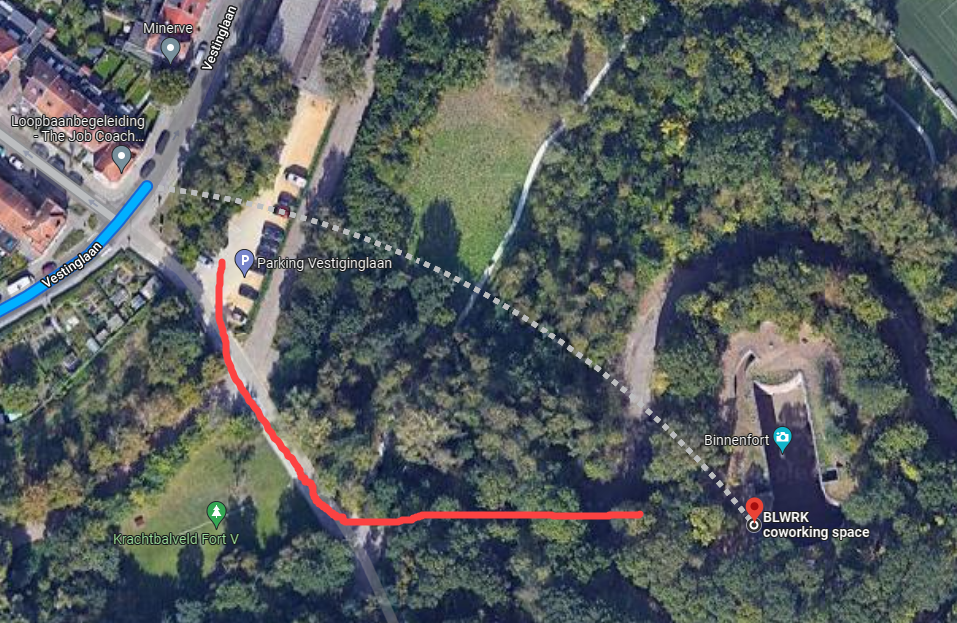 Minerve
Vestinglaan
Loopbaanbegeleiding
- The Job Coach...
Vestinglaan
P
Parking Vestiginglaan
Binnenfort
BLWRK
coworking space
Krachtbalveld Fort V